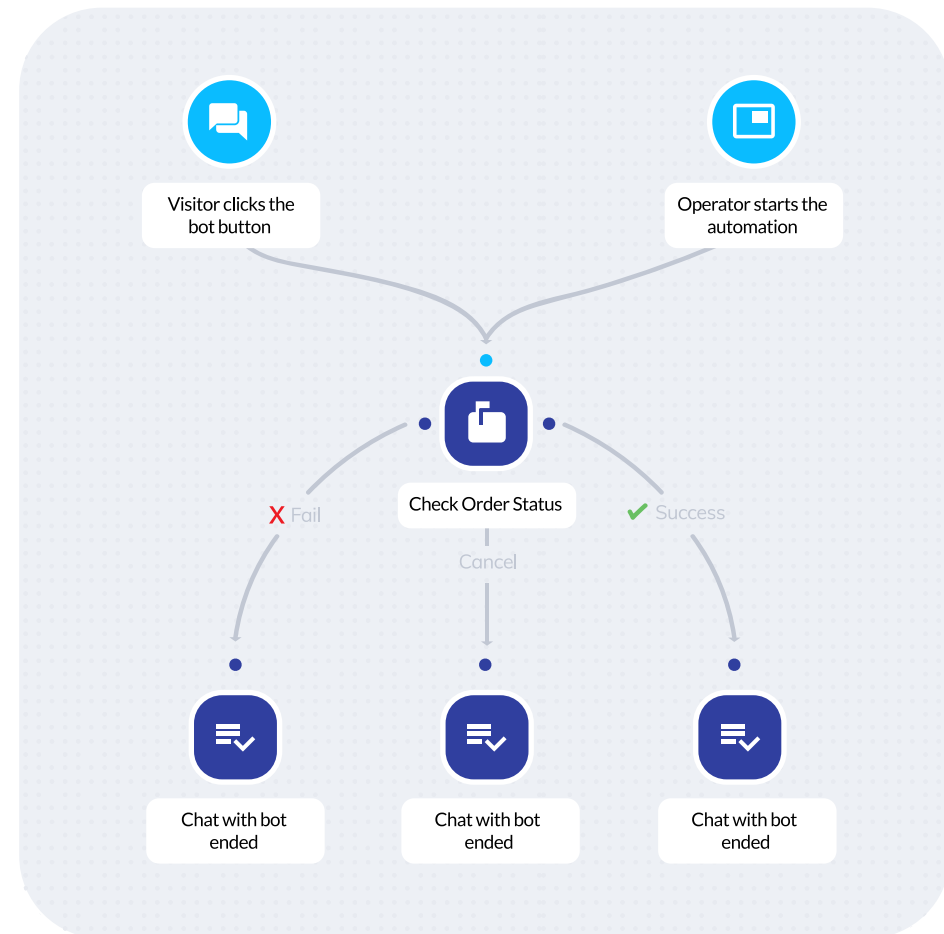 Visitor clicks the
bot button
Operator starts the
automation
Check Order Status
X Fail
Success
Cancel
Chat with bot
ended
Chat with bot
ended
Chat with bot
ended